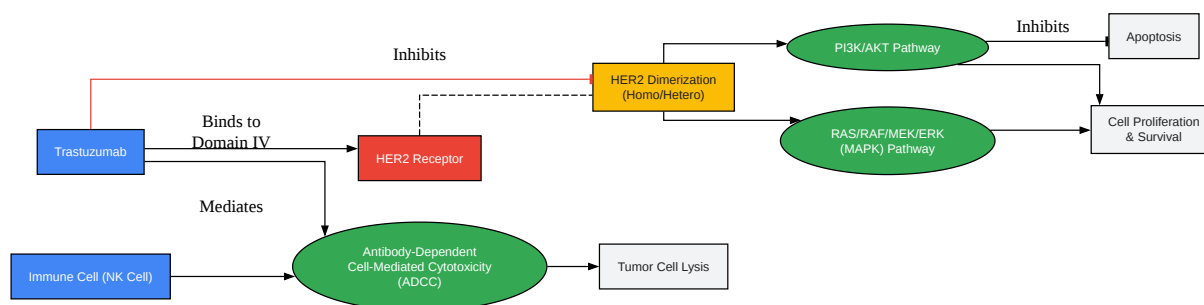 Inhibits
PI3K/AKT Pathway
Inhibits
Apoptosis
HER2 Dimerization
(Homo/Hetero)
Trastuzumab
Binds to
Domain IV
HER2 Receptor
RAS/RAF/MEK/ERK
(MAPK) Pathway
Cell Proliferation
& Survival
Mediates
Immune Cell (NK Cell)
Antibody-Dependent
Cell-Mediated Cytotoxicity
(ADCC)
Tumor Cell Lysis